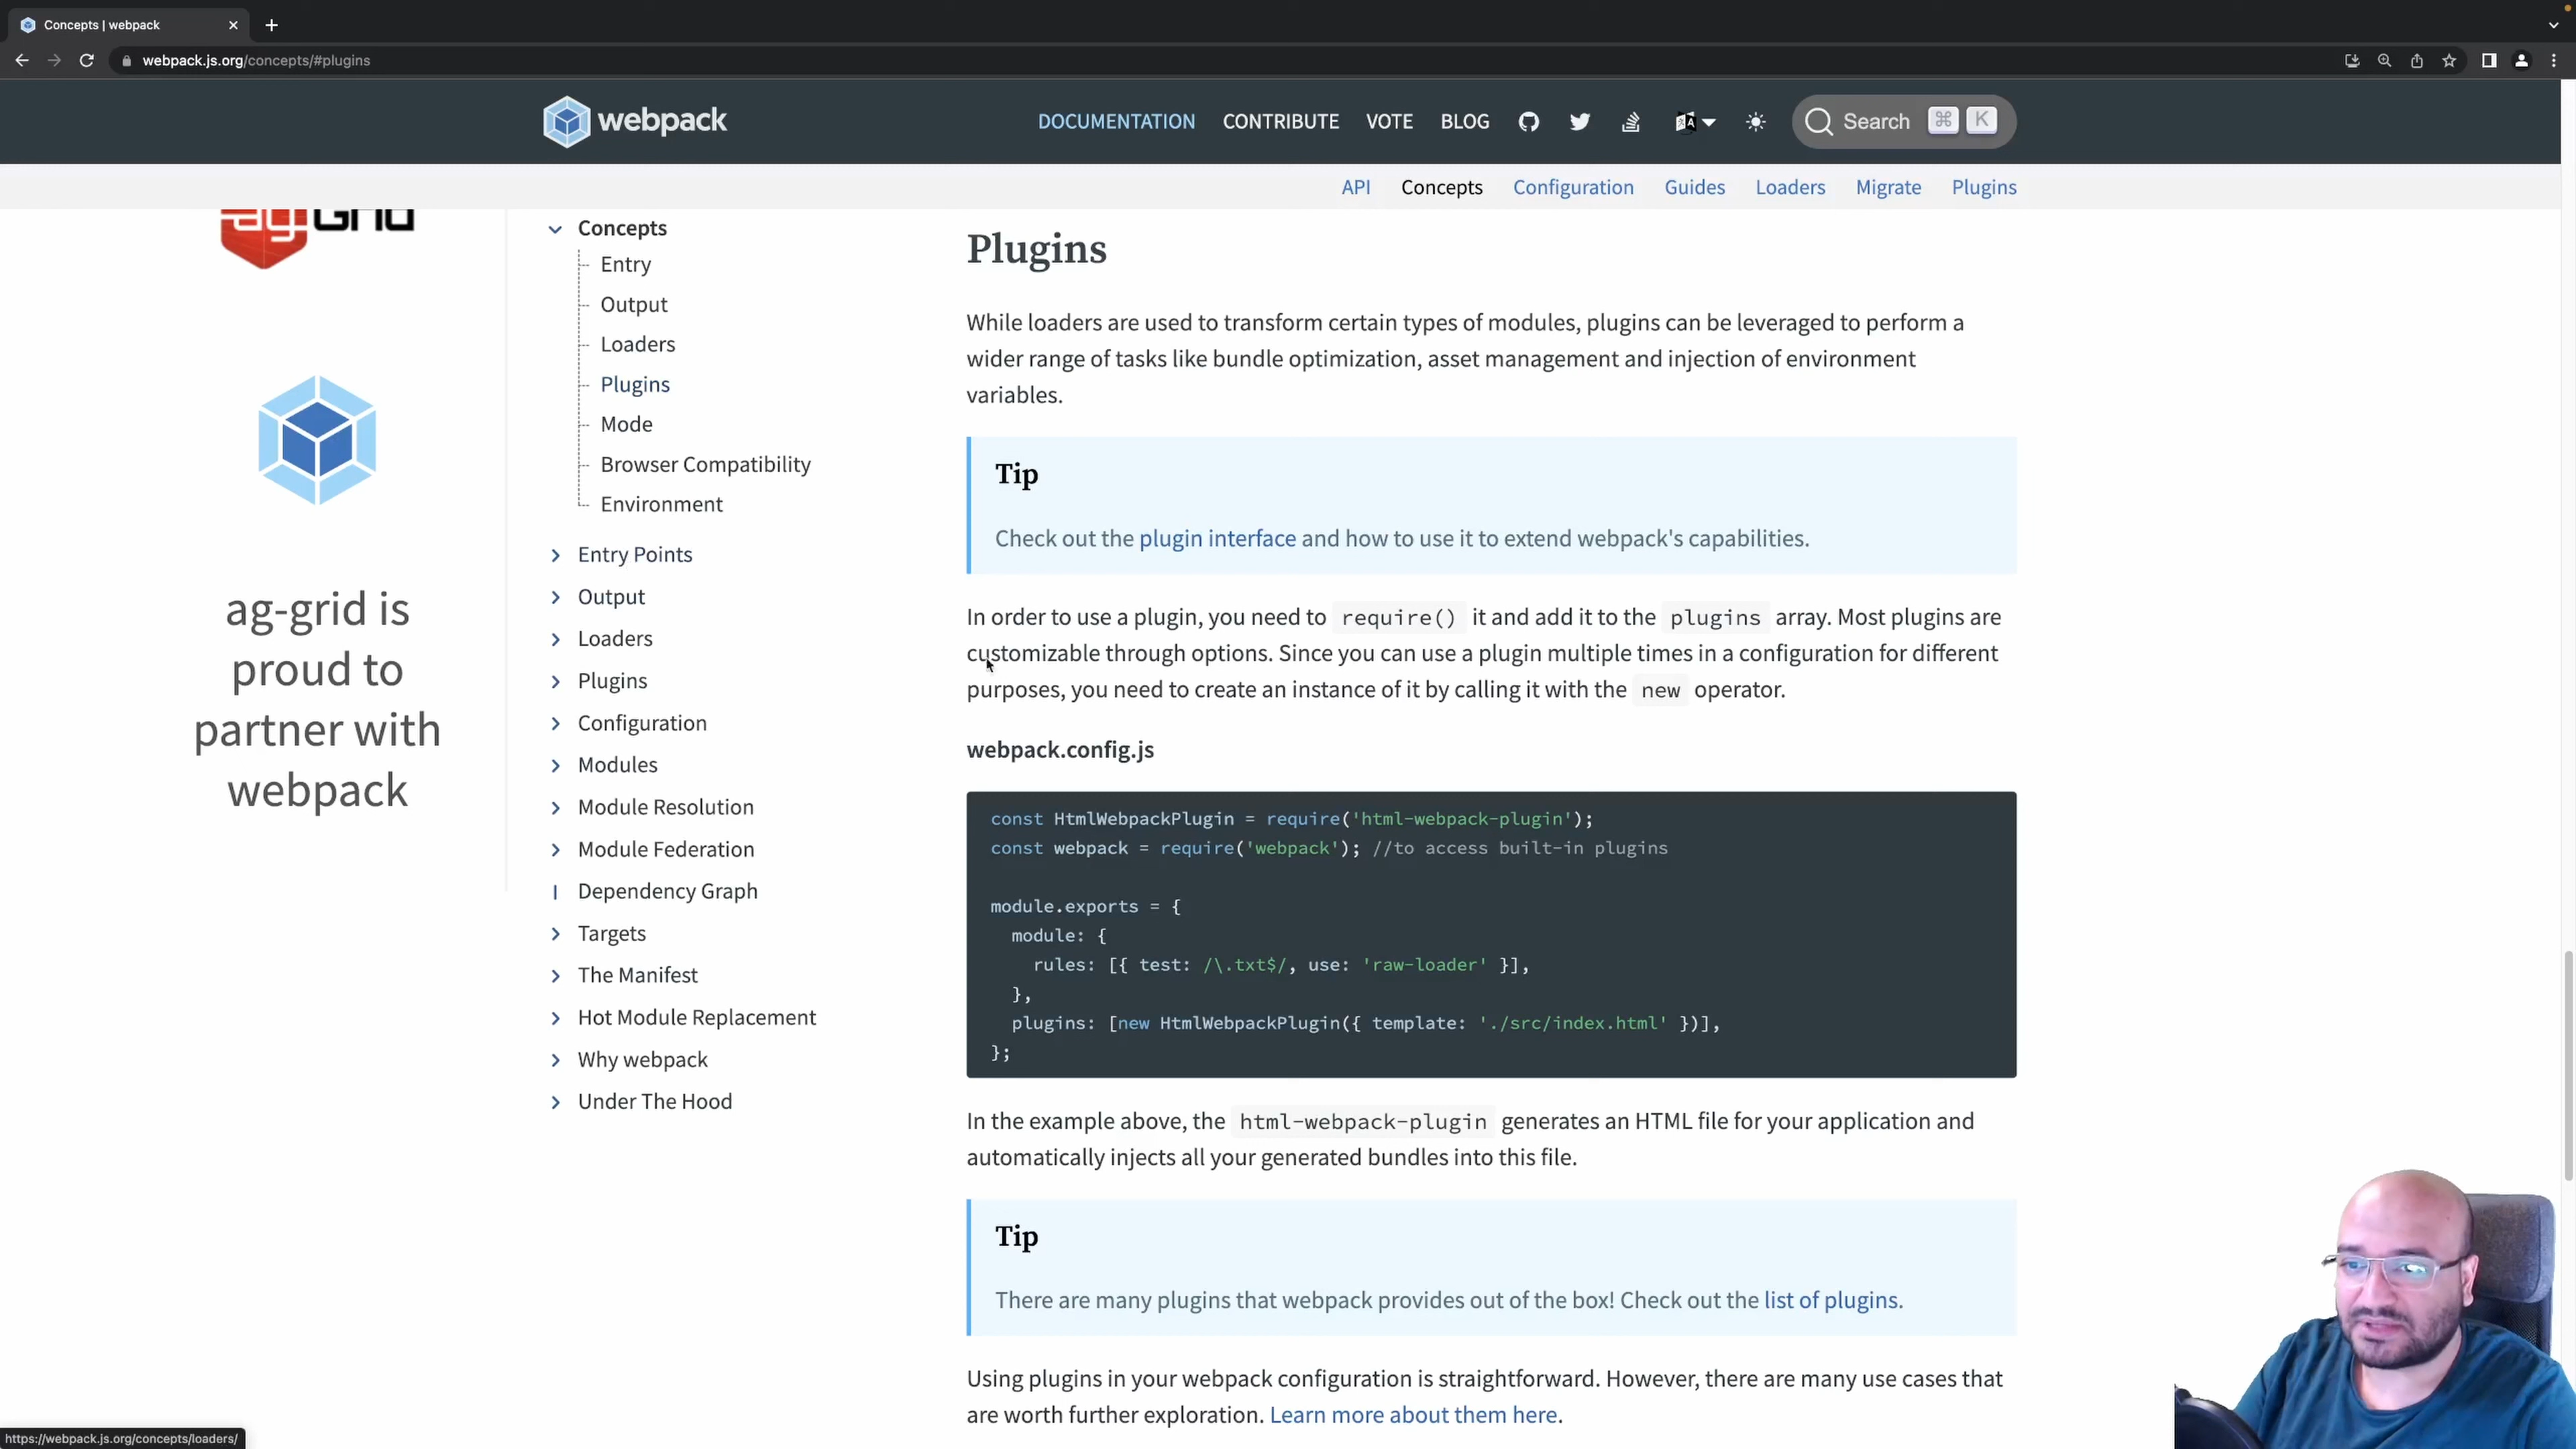 Concepts | webpack
webpack.js.org/concepts/#plugins
webpack
DOCUMENTATION CONTRIBUTE VOTE BLOG Search ⌘ K
API Concepts Configuration Guides Loaders Migrate Plugins
ag-Grid
ag-grid is
proud to
partner with
webpack
Concepts
Entry
Output
Loaders
Plugins
Mode
Browser Compatibility
Environment
Entry Points
Output
Loaders
Plugins
Configuration
Modules
Module Resolution
Module Federation
Dependency Graph
Targets
The Manifest
Hot Module Replacement
Why webpack
Under The Hood
Plugins
While loaders are used to transform certain types of modules, plugins can be leveraged to perform a
wider range of tasks like bundle optimization, asset management and injection of environment
variables.
Tip
Check out the plugin interface and how to use it to extend webpack's capabilities.
In order to use a plugin, you need to require() it and add it to the plugins array. Most plugins are
customizable through options. Since you can use a plugin multiple times in a configuration for different
purposes, you need to create an instance of it by calling it with the new operator.
webpack.config.js
const HtmlWebpackPlugin = require('html-webpack-plugin');
const webpack = require('webpack'); //to access built-in plugins
module.exports = {
module: {
rules: [{ test: /\.txt$/, use: 'raw-loader' }],
},
plugins: [new HtmlWebpackPlugin({ template: './src/index.html' })],
};
In the example above, the html-webpack-plugin generates an HTML file for your application and
automatically injects all your generated bundles into this file.
Tip
There are many plugins that webpack provides out of the box! Check out the list of plugins.
Using plugins in your webpack configuration is straightforward. However, there are many use cases that
are worth further exploration. Learn more about them here.
https://webpack.js.org/concepts/loaders/